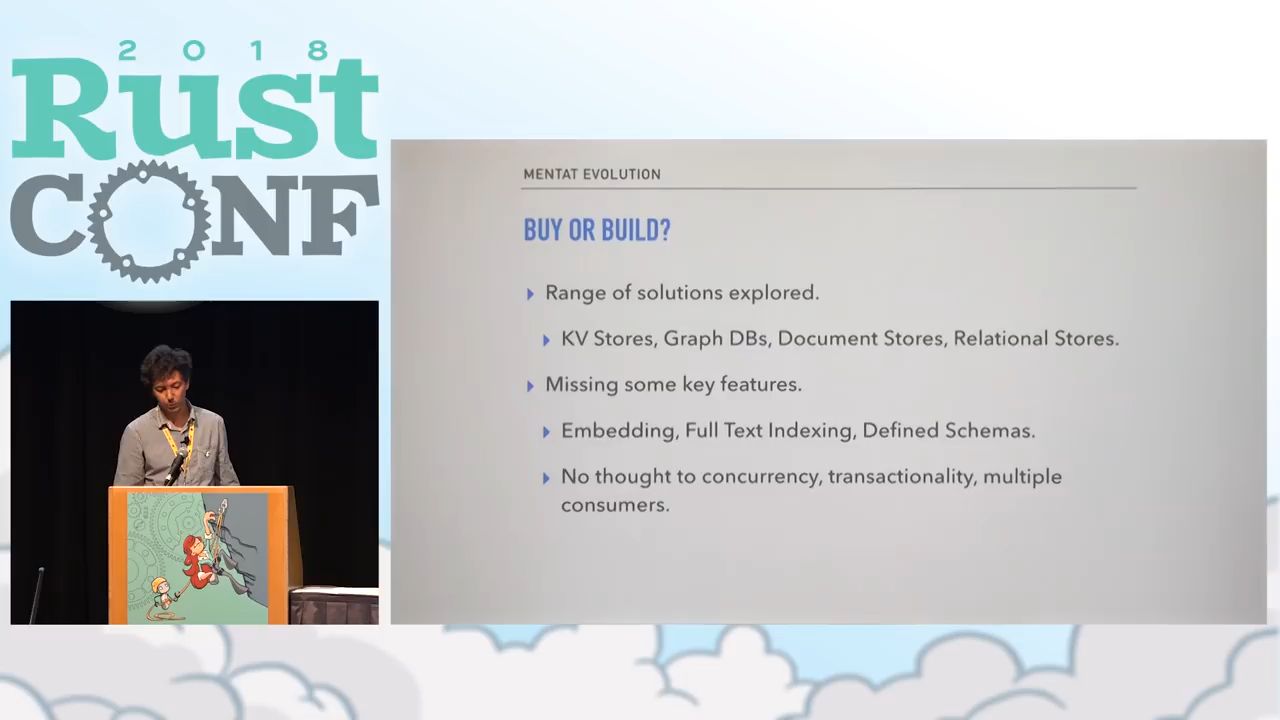 2018
Rust
CONF
MENTAT EVOLUTION
BUY OR BUILD?
Range of solutions explored.
KV Stores, Graph DBs, Document Stores, Relational Stores.
Missing some key features.
Embedding, Full Text Indexing, Defined Schemas.
No thought to concurrency, transactionality, multiple
consumers.